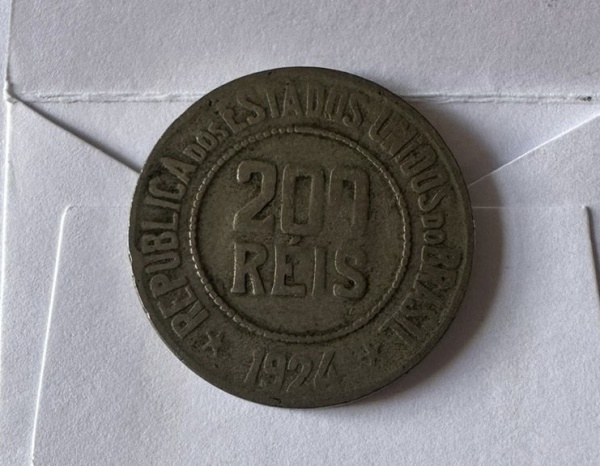 REPUBLICA DOS ESTADOS UNIDOS DO BRAZIL
200
RÉIS
1924